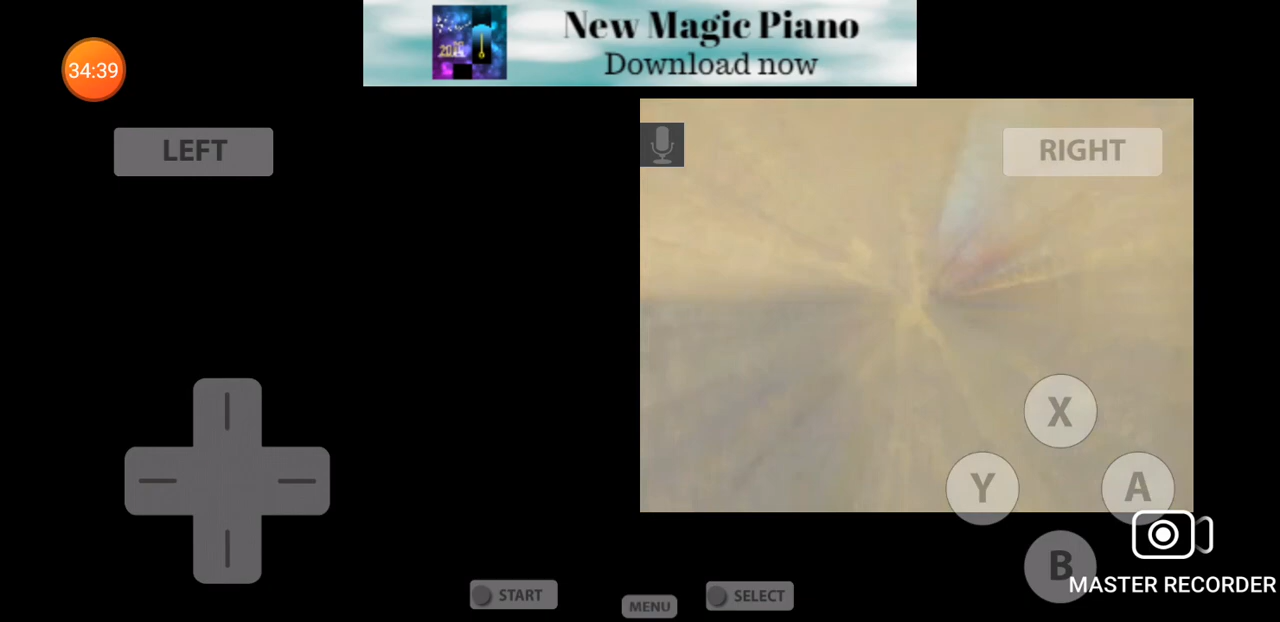 New Magic Piano
Download now
34:39
LEFT
RIGHT
X
Y
A
B
START
SELECT
MENU
MASTER RECORDER